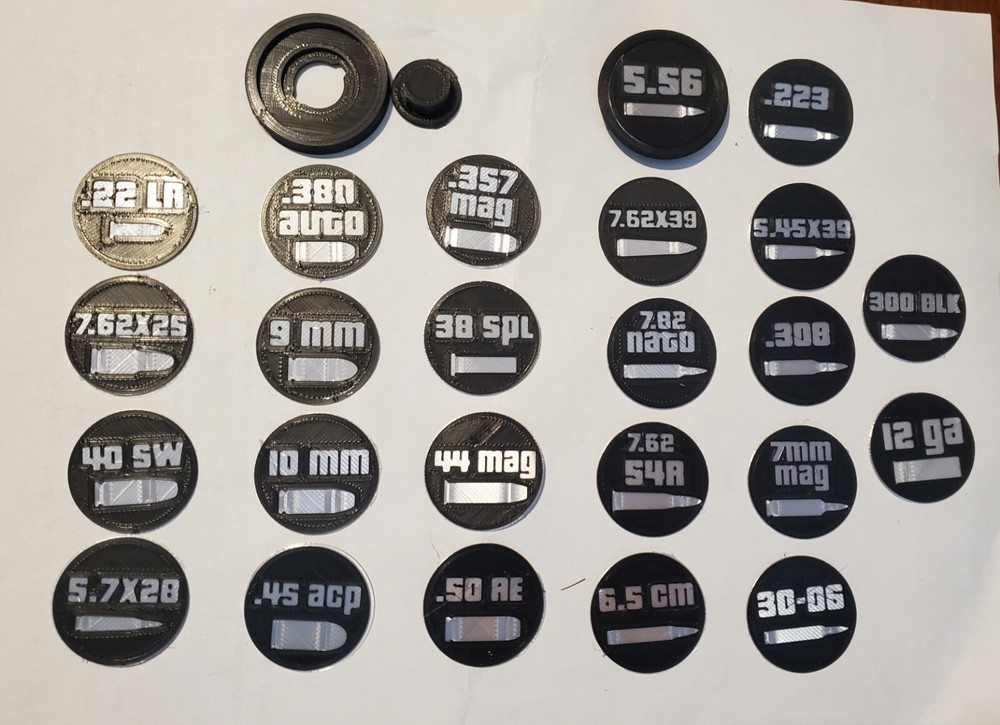 5.56
.223
.22 LR
.380
auto
.357
mag
7.62X39
5.45X39
7.62X25
9 mm
38 SPL
7.82
nato
.308
300 BLK
40 SW
10 mm
44 mag
7.62
54R
7mm
mag
12 ga
5.7X28
.45 acp
.50 AE
6.5 cm
30-06